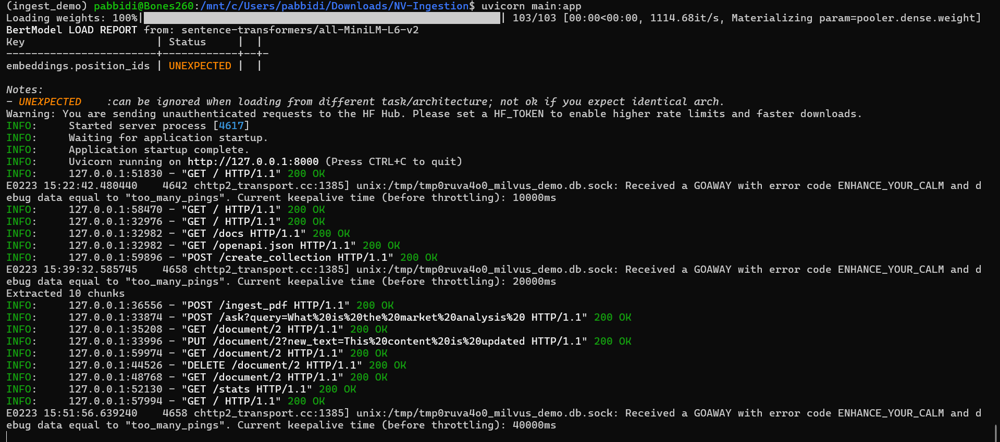 (ingest_demo) pabbidi@Bones260:/mnt/c/Users/pabbidi/Downloads/NV-Ingestion$ uvicorn main:app
Loading weights: 100%| | 103/103 [00:00<00:00, 1114.68it/s, Materializing param=pooler.dense.weight]
BertModel LOAD REPORT from: sentence-transformers/all-MiniLM-L6-v2
Key                     | Status     |  |
------------------------+------------+--+-
embeddings.position_ids | UNEXPECTED |  |
Notes:
- UNEXPECTED    :can be ignored when loading from different task/architecture; not ok if you expect identical arch.
Warning: You are sending unauthenticated requests to the HF Hub. Please set a HF_TOKEN to enable higher rate limits and faster downloads.
INFO:     Started server process [4617]
INFO:     Waiting for application startup.
INFO:     Application startup complete.
INFO:     Uvicorn running on http://127.0.0.1:8000 (Press CTRL+C to quit)
INFO:     127.0.0.1:51830 - "GET / HTTP/1.1" 200 OK
E0223 15:22:42.480440    4642 chttp2_transport.cc:1385] unix:/tmp/tmp0ruva4o0_milvus_demo.db.sock: Received a GOAWAY with error code ENHANCE_YOUR_CALM and d
ebug data equal to "too_many_pings". Current keepalive time (before throttling): 10000ms
INFO:     127.0.0.1:58470 - "GET / HTTP/1.1" 200 OK
INFO:     127.0.0.1:32976 - "GET / HTTP/1.1" 200 OK
INFO:     127.0.0.1:32982 - "GET /docs HTTP/1.1" 200 OK
INFO:     127.0.0.1:32982 - "GET /openapi.json HTTP/1.1" 200 OK
INFO:     127.0.0.1:59896 - "POST /create_collection HTTP/1.1" 200 OK
E0223 15:39:32.585745    4658 chttp2_transport.cc:1385] unix:/tmp/tmp0ruva4o0_milvus_demo.db.sock: Received a GOAWAY with error code ENHANCE_YOUR_CALM and d
ebug data equal to "too_many_pings". Current keepalive time (before throttling): 20000ms
Extracted 10 chunks
INFO:     127.0.0.1:36556 - "POST /ingest_pdf HTTP/1.1" 200 OK
INFO:     127.0.0.1:33874 - "POST /ask?query=What%20is%20the%20market%20analysis%20 HTTP/1.1" 200 OK
INFO:     127.0.0.1:35208 - "GET /document/2 HTTP/1.1" 200 OK
INFO:     127.0.0.1:33996 - "PUT /document/2?new_text=This%20content%20is%20updated HTTP/1.1" 200 OK
INFO:     127.0.0.1:59974 - "GET /document/2 HTTP/1.1" 200 OK
INFO:     127.0.0.1:44526 - "DELETE /document/2 HTTP/1.1" 200 OK
INFO:     127.0.0.1:48768 - "GET /document/2 HTTP/1.1" 200 OK
INFO:     127.0.0.1:52130 - "GET /stats HTTP/1.1" 200 OK
INFO:     127.0.0.1:57994 - "GET / HTTP/1.1" 200 OK
E0223 15:51:56.639240    4658 chttp2_transport.cc:1385] unix:/tmp/tmp0ruva4o0_milvus_demo.db.sock: Received a GOAWAY with error code ENHANCE_YOUR_CALM and d
ebug data equal to "too_many_pings". Current keepalive time (before throttling): 40000ms